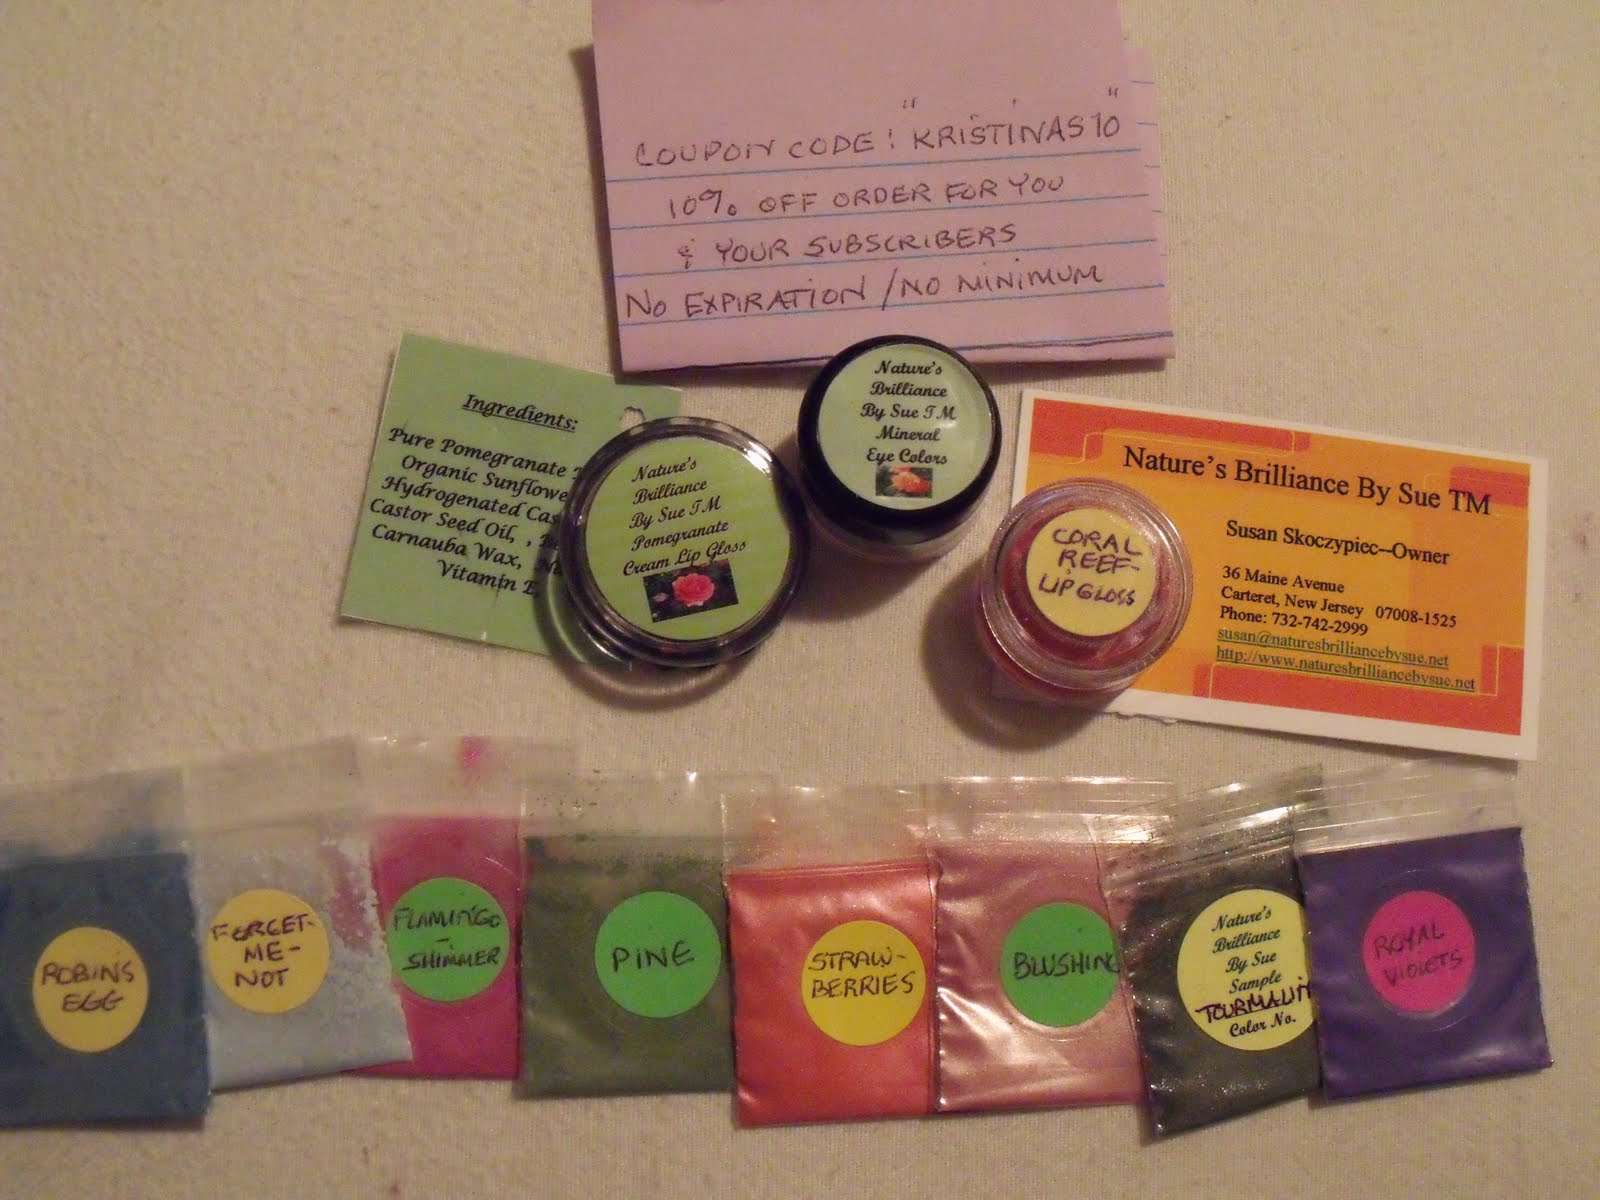 COUPON CODE: "KRISTINAS10"
10% OFF ORDER FOR YOU
& YOUR SUBSCRIBERS
NO EXPIRATION / NO MINIMUM
Ingredients:
Pure Pomegranate
Organic
Hydrogenated
Castor Seed Oil, ,
Carnauba Wax,
Vitamin E,
Nature's
Brilliance
By Sue TM
Pomegranate
Cream Lip Gloss
Nature's
Brilliance
By Sue TM
Mineral
Eye Colors
CORAL
REEF-
LIP GLOSS
Nature's Brilliance By Sue TM
Susan Skoczypiec--Owner
36 Maine Avenue
Carteret, New Jersey 07008-1525
Phone: 732-742-2999
susan@naturesbrilliancebysue.net
http://www.naturesbrilliancebysue.net
ROBIN'S
EGG
FORGET-
ME-
NOT
FLAMINGO
-
SHIMMER
PINE
STRAW-
BERRIES
BLUSHING
Nature's
Brilliance
By Sue
Sample
TOURMALIN
Color No.
ROYAL
VIOLETS